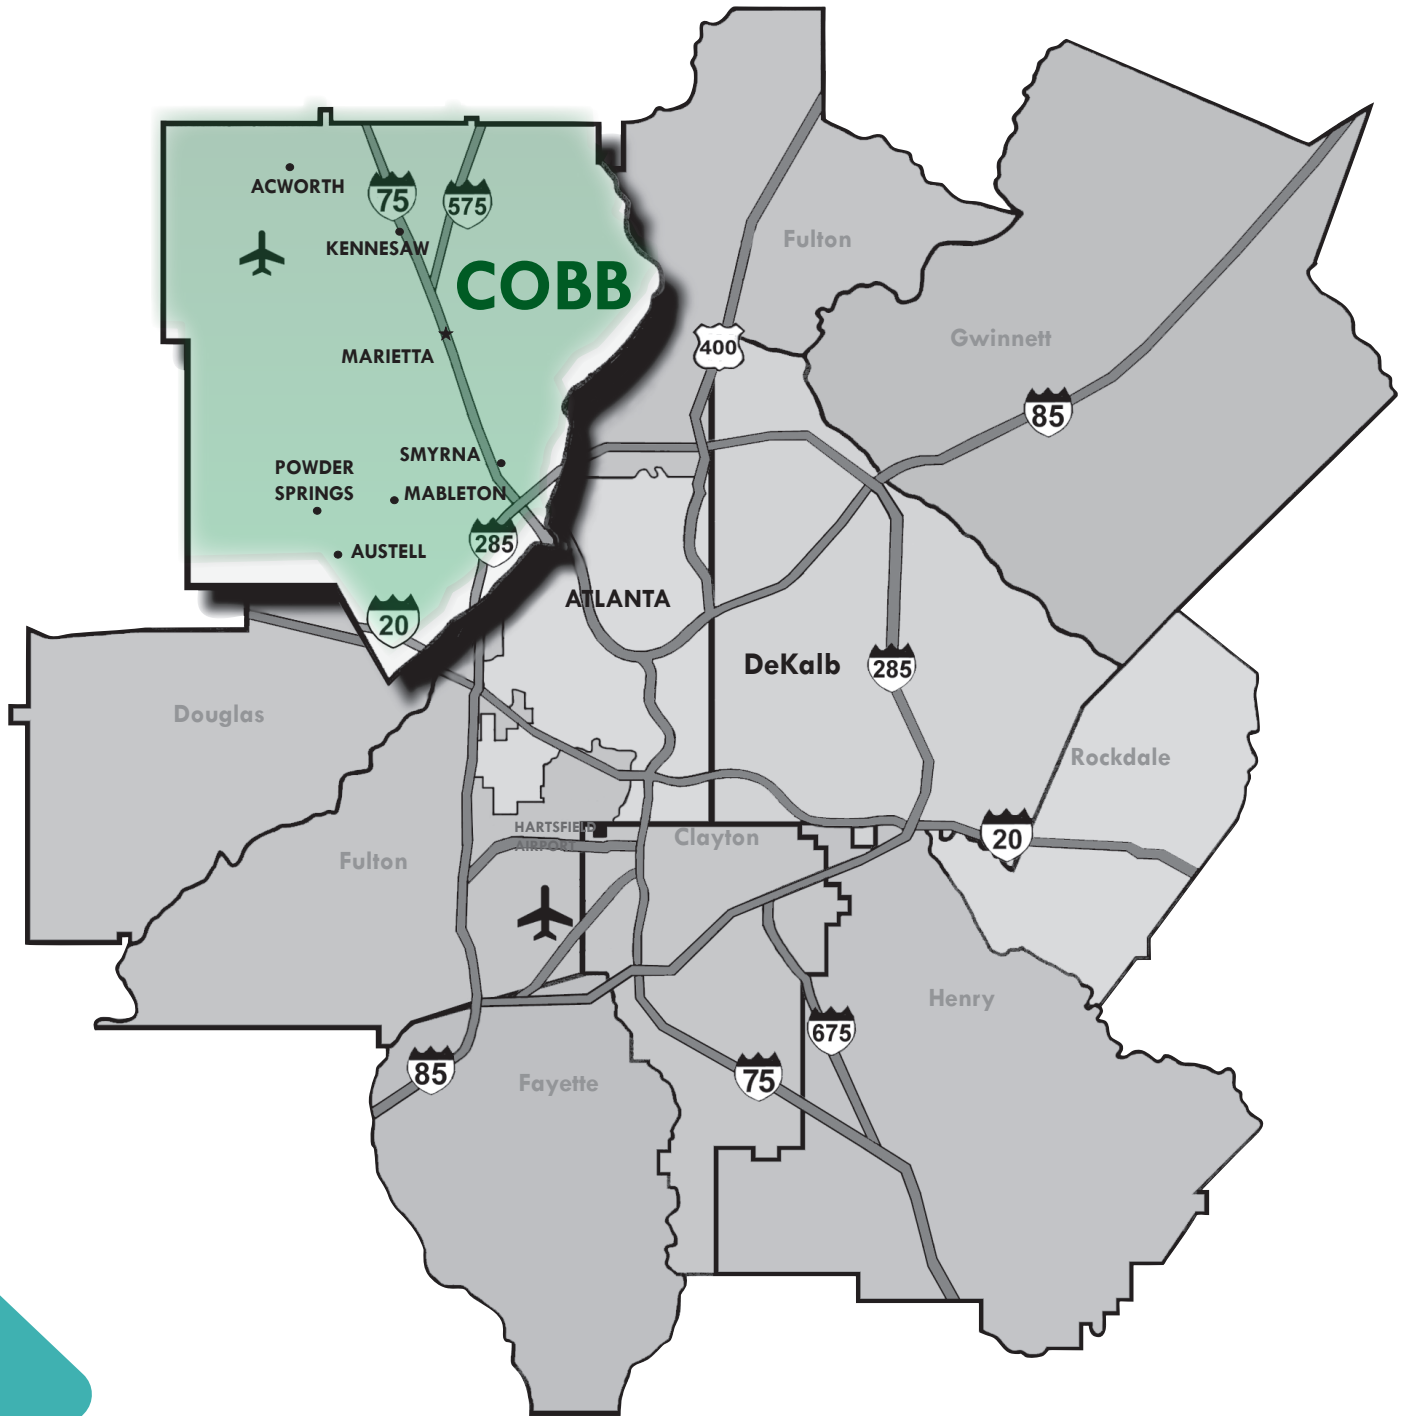 ACWORTH
75
575
KENNESAW
COBB
Fulton
MARIETTA
400
Gwinnett
85
SMYRNA
POWDER
SPRINGS
MABLETON
285
AUSTELL
ATLANTA
20
DeKalb
285
Douglas
Rockdale
HARTSFIELD
AIRPORT
Clayton
20
Fulton
Henry
675
85
75
Fayette